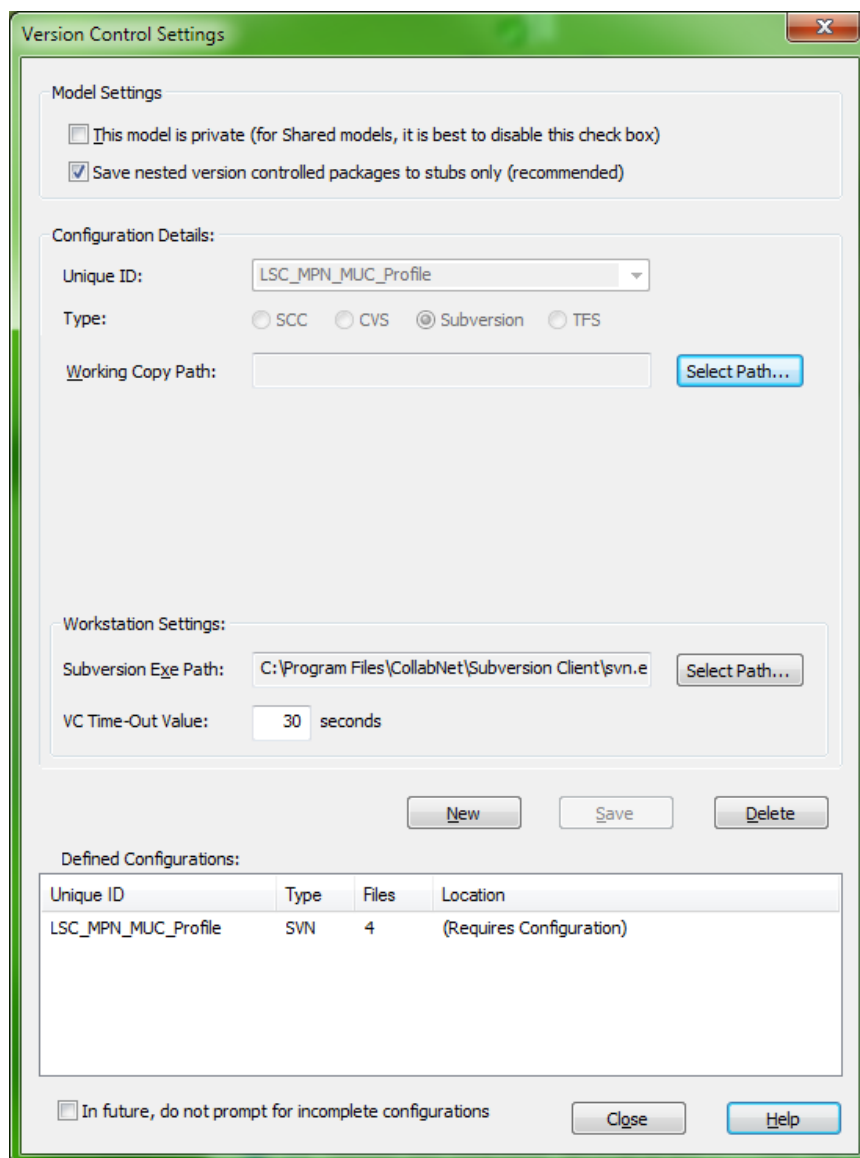 Version Control Settings
Model Settings
This model is private (for Shared models, it is best to disable this check box)
Save nested version controlled packages to stubs only (recommended)
Configuration Details:
Unique ID: LSC_MPN_MUC_Profile
Type: SCC CVS Subversion TFS
Working Copy Path: Select Path...
Workstation Settings:
Subversion Exe Path: C:\Program Files\CollabNet\Subversion Client\svn.e Select Path...
VC Time-Out Value: 30 seconds
New Save Delete
Defined Configurations:
Unique ID Type Files Location
LSC_MPN_MUC_Profile SVN 4 (Requires Configuration)
In future, do not prompt for incomplete configurations Close Help